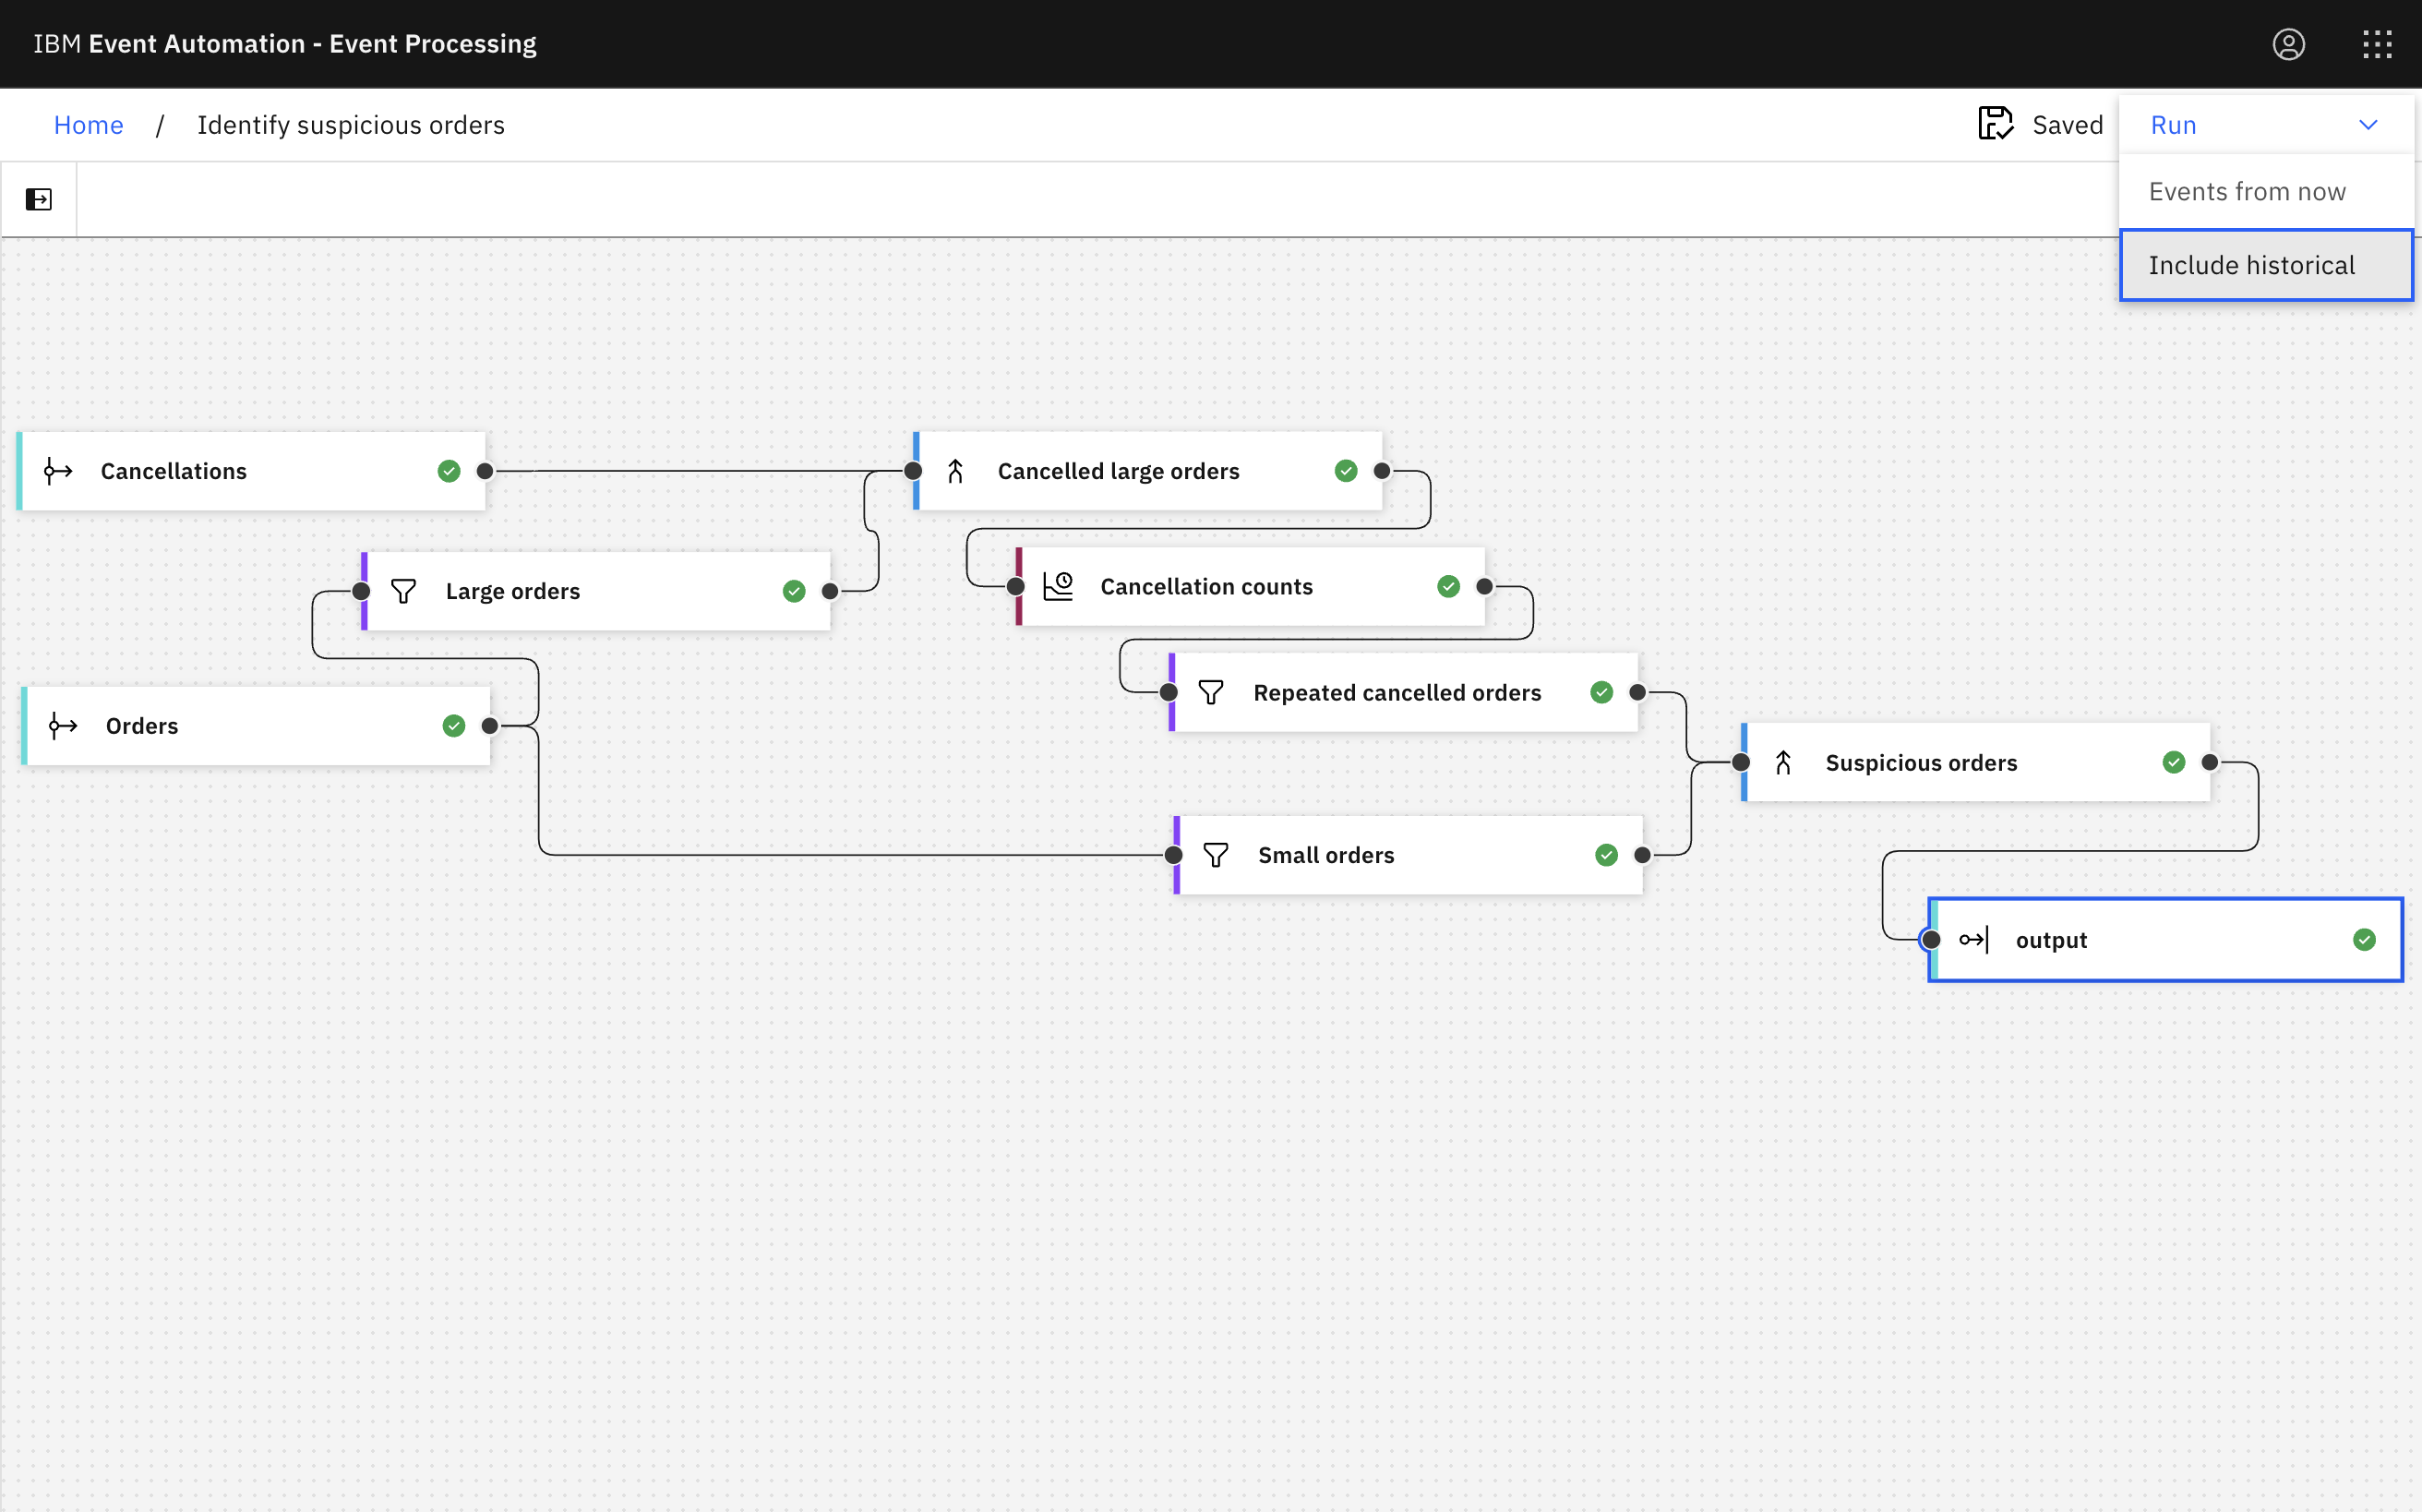 IBM Event Automation - Event Processing
Home / Identify suspicious orders
Saved
Run
Events from now
Include historical
Cancellations
Cancelled large orders
Large orders
Cancellation counts
Repeated cancelled orders
Orders
Suspicious orders
Small orders
output